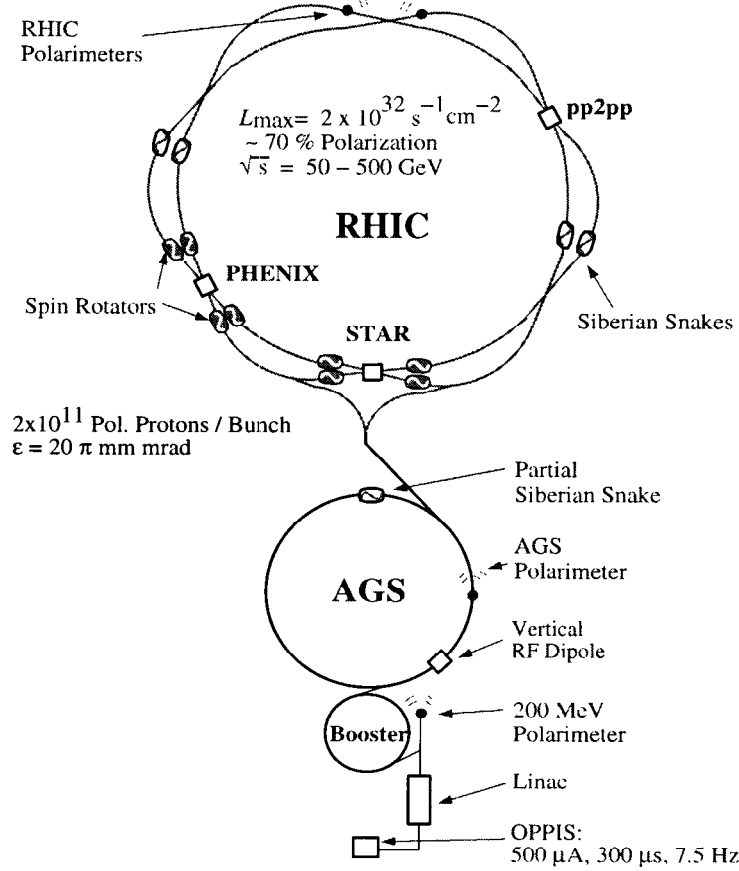 RHIC
Polarimeters
pp2pp
Lmax= 2 x 10^32 s^−1 cm^−2
~ 70 % Polarization
√s = 50 – 500 GeV
RHIC
PHENIX
Spin Rotators
Siberian Snakes
STAR
2x10^11 Pol. Protons / Bunch
ε = 20 π mm mrad
Partial
Siberian Snake
AGS
Polarimeter
AGS
Vertical
RF Dipole
Booster
200 MeV
Polarimeter
Linac
OPPIS:
500 µA, 300 µs, 7.5 Hz